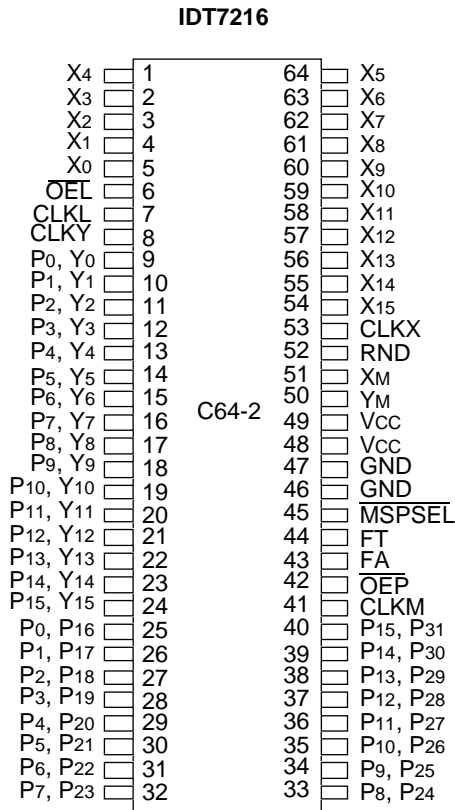 IDT7216
X4 1 64 X5
X3 2 63 X6
X2 3 62 X7
X1 4 61 X8
X0 5 60 X9
OEL 6 59 X10
CLKL 7 58 X11
CLKY 8 57 X12
P0, Y0 9 56 X13
P1, Y1 10 55 X14
P2, Y2 11 54 X15
P3, Y3 12 53 CLKX
P4, Y4 13 52 RND
P5, Y5 14 51 XM
P6, Y6 15 50 YM
C64-2
P7, Y7 16 49 VCC
P8, Y8 17 48 VCC
P9, Y9 18 47 GND
P10, Y10 19 46 GND
P11, Y11 20 45 MSPSEL
P12, Y12 21 44 FT
P13, Y13 22 43 FA
P14, Y14 23 42 OEP
P15, Y15 24 41 CLKM
P0, P16 25 40 P15, P31
P1, P17 26 39 P14, P30
P2, P18 27 38 P13, P29
P3, P19 28 37 P12, P28
P4, P20 29 36 P11, P27
P5, P21 30 35 P10, P26
P6, P22 31 34 P9, P25
P7, P23 32 33 P8, P24